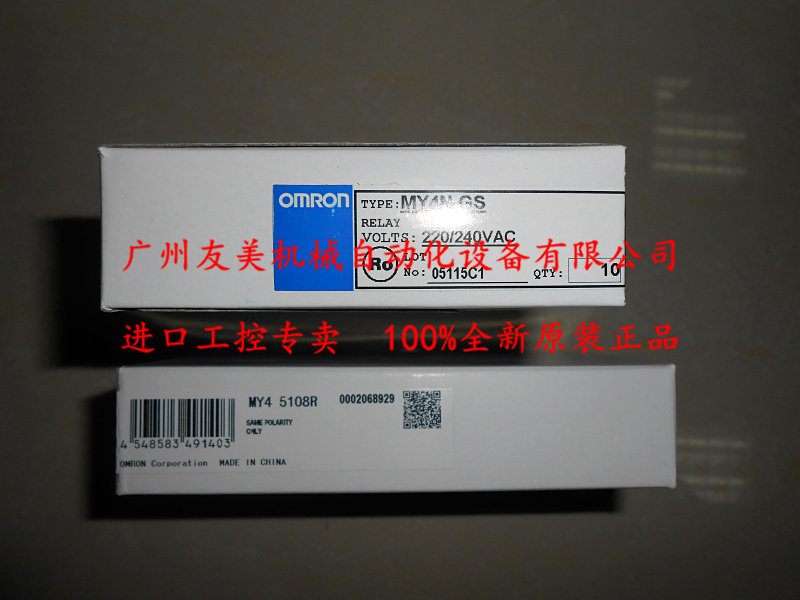 OMRON
TYPE: MY4N-GS
RELAY
VOLTS: 220/240VAC
广州友美机械自动化设备有限公司
LOT
No: 05115C1 QTY: 10
进口工控专卖 100%全新原装正品
MY4 5108R 0002068929
SAME POLARITY
ONLY
4 548583 491403
OMRON Corporation MADE IN CHINA